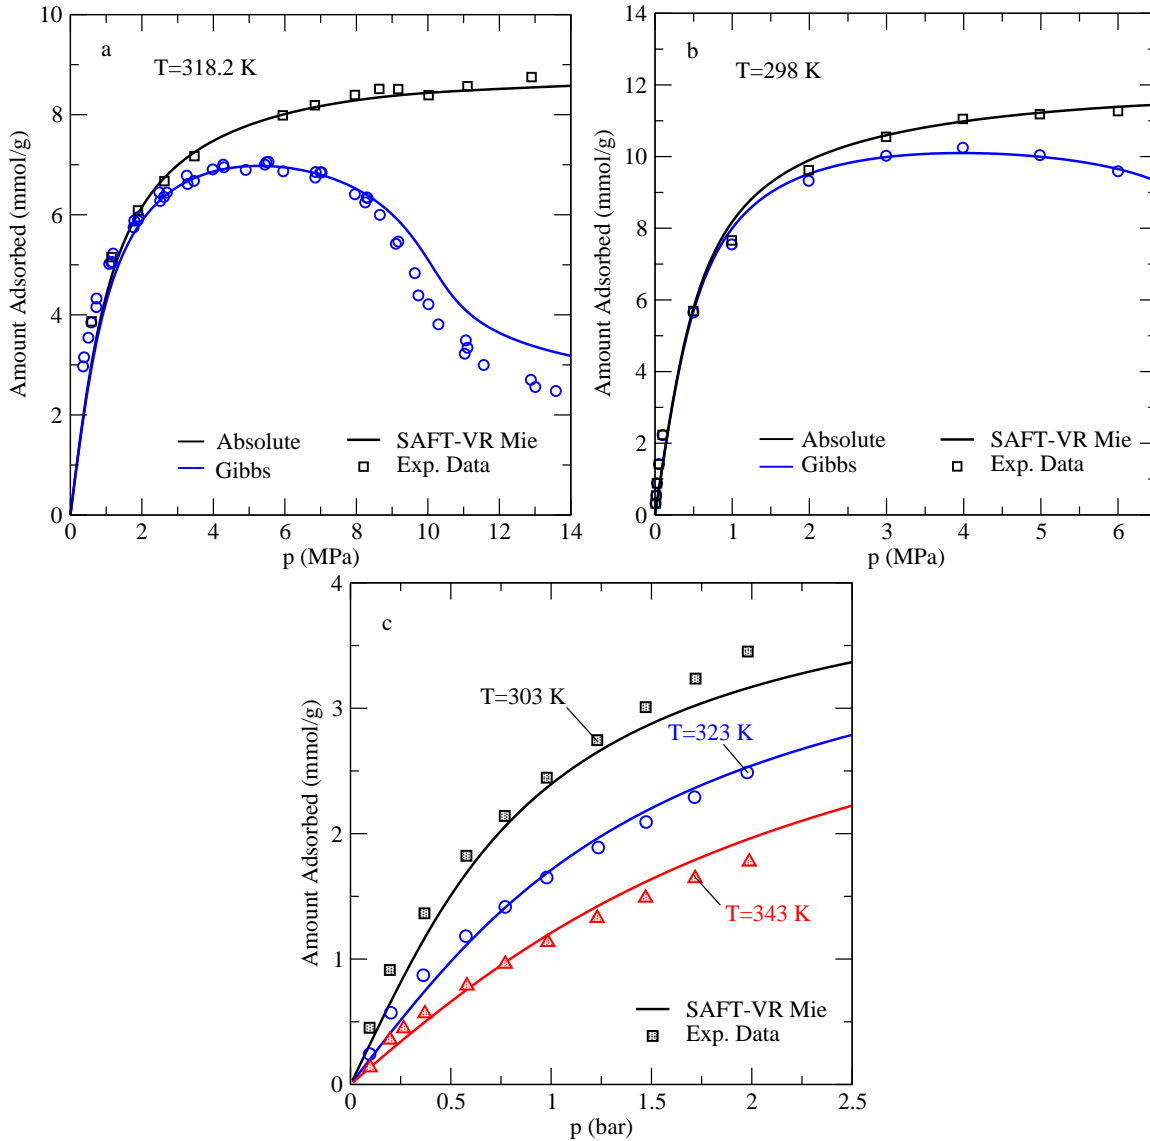 a
T=318.2 K
Amount Adsorbed (mmol/g)
10
8
6
4
2
0
0 2 4 6 8 10 12 14
p (MPa)
Absolute
Gibbs
SAFT-VR Mie
Exp. Data
b
T=298 K
Amount Adsorbed (mmol/g)
14
12
10
8
6
4
2
0
0 1 2 3 4 5 6
p (MPa)
Absolute
Gibbs
SAFT-VR Mie
Exp. Data
c
T=303 K
T=323 K
T=343 K
Amount Adsorbed (mmol/g)
4
3
2
1
0
0 0.5 1 1.5 2 2.5
p (bar)
SAFT-VR Mie
Exp. Data